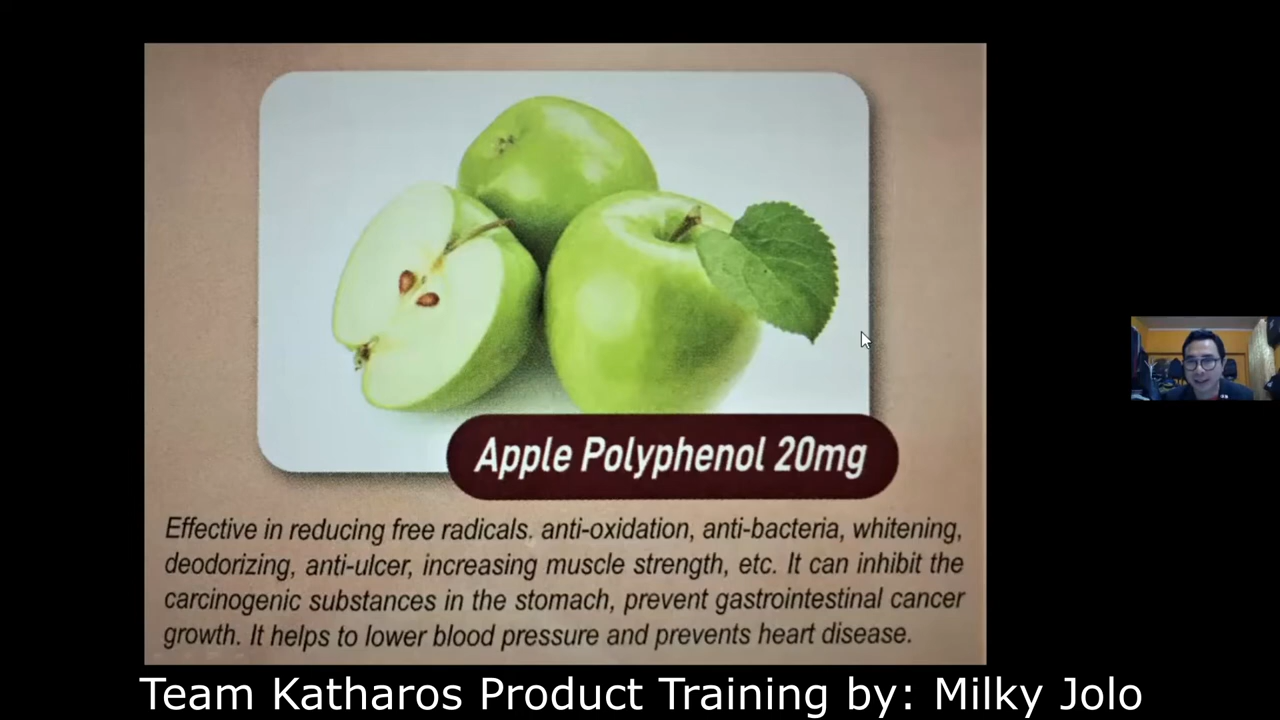 Apple Polyphenol 20mg
Effective in reducing free radicals. anti-oxidation, anti-bacteria, whitening,
deodorizing, anti-ulcer, increasing muscle strength, etc. It can inhibit the
carcinogenic substances in the stomach, prevent gastrointestinal cancer
growth. It helps to lower blood pressure and prevents heart disease.
Team Katharos Product Training by: Milky Jolo